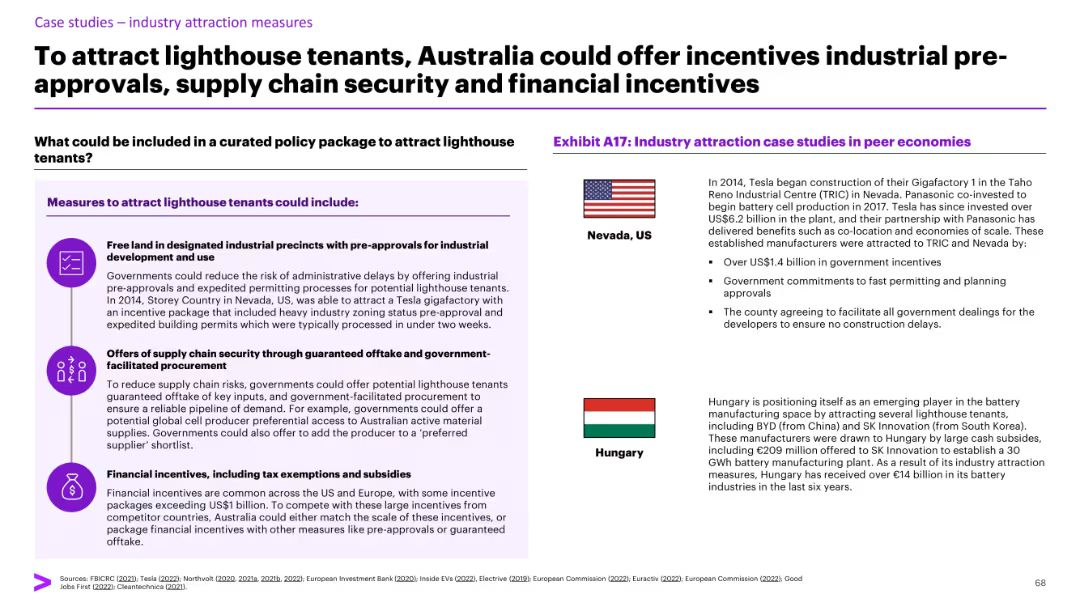 Case studies – industry attraction measures
To attract lighthouse tenants, Australia could offer incentives industrial pre-
approvals, supply chain security and financial incentives
What could be included in a curated policy package to attract lighthouse
tenants?
Measures to attract lighthouse tenants could include:
Free land in designated industrial precincts with pre-approvals for industrial
development and use
Governments could reduce the risk of administrative delays by offering industrial
pre-approvals and expedited permitting processes for potential lighthouse tenants.
In 2014, Storey Country in Nevada, US, was able to attract a Tesla gigafactory with
an incentive package that included heavy industry zoning status pre-approval and
expedited building permits which were typically processed in under two weeks.
Offers of supply chain security through guaranteed offtake and government-
facilitated procurement
To reduce supply chain risks, governments could offer potential lighthouse tenants
guaranteed offtake of key inputs, and government-facilitated procurement to
ensure a reliable pipeline of demand. For example, governments could offer a
potential global cell producer preferential access to Australian active material
supplies. Governments could also offer to add the producer to a ‘preferred
supplier’ shortlist.
Financial incentives, including tax exemptions and subsidies
Financial incentives are common across the US and Europe, with some incentive
packages exceeding US$1 billion. To compete with these large incentives from
competitor countries, Australia could either match the scale of these incentives, or
package financial incentives with other measures like pre-approvals or guaranteed
offtake.
Exhibit A17: Industry attraction case studies in peer economies
Nevada, US
In 2014, Tesla began construction of their Gigafactory 1 in the Taho
Reno Industrial Centre (TRIC) in Nevada. Panasonic co-invested to
begin battery cell production in 2017. Tesla has since invested over
US$6.2 billion in the plant, and their partnership with Panasonic has
delivered benefits such as co-location and economies of scale. These
established manufacturers were attracted to TRIC and Nevada by:
▪ Over US$1.4 billion in government incentives
▪ Government commitments to fast permitting and planning
approvals
▪ The county agreeing to facilitate all government dealings for the
developers to ensure no construction delays.
Hungary
Hungary is positioning itself as an emerging player in the battery
manufacturing space by attracting several lighthouse tenants,
including BYD (from China) and SK Innovation (from South Korea).
These manufacturers were drawn to Hungary by large cash subsides,
including €209 million offered to SK Innovation to establish a 30
GWh battery manufacturing plant. As a result of its industry attraction
measures, Hungary has received over €14 billion in its battery
industries in the last six years.
Sources: FBICRC (2021); Tesla (2022); Northvolt (2020, 2021a, 2021b, 2022); European Investment Bank (2020); Inside EVs (2022), Electrive (2019); European Commission (2022); Euractiv (2022); European Commission (2022); Good
Jobs First (2022); Cleantechnica (2021).
68